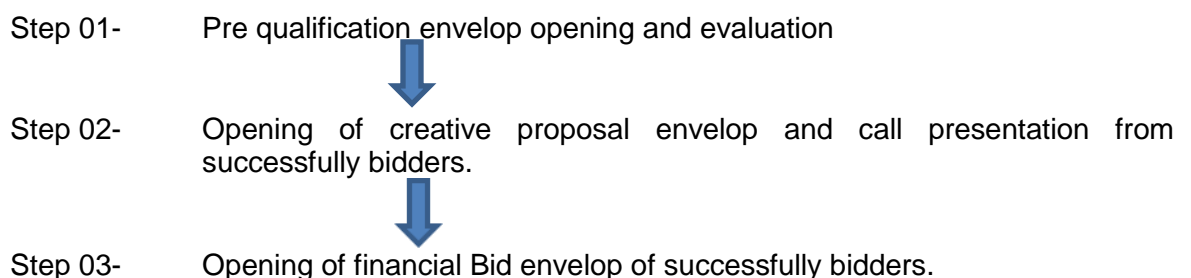 Step 01- Pre qualification envelop opening and evaluation
Step 02- Opening of creative proposal envelop and call presentation from
successfully bidders.
Step 03- Opening of financial Bid envelop of successfully bidders.